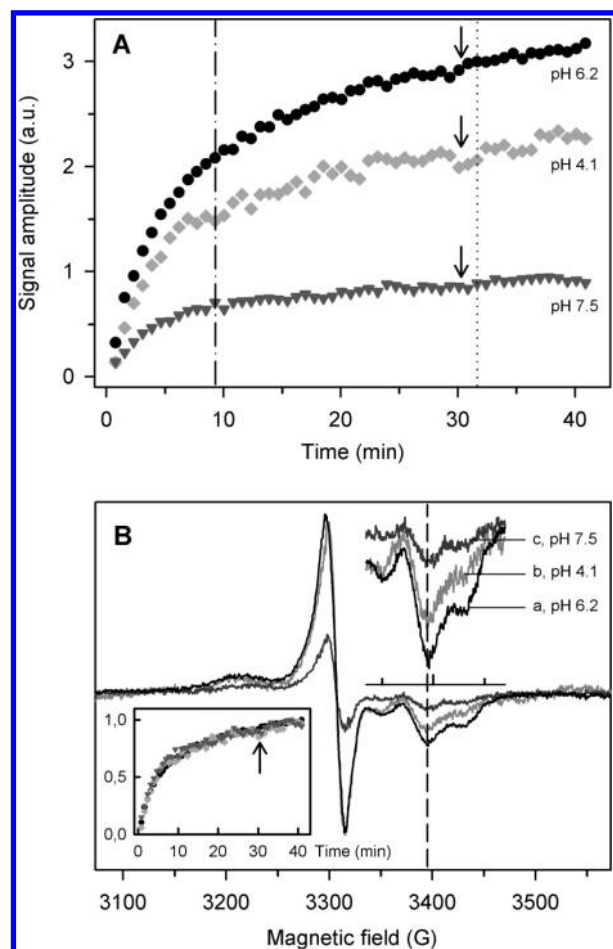 A
Signal amplitude (a.u.)
3
2
1
0
pH 6.2
pH 4.1
pH 7.5
0
10
20
30
40
Time (min)
B
c, pH 7.5
b, pH 4.1
a, pH 6.2
1,0
0,5
0,0
0 10 20 30 40 Time (min)
3100
3200
3300
3400
3500
Magnetic field (G)